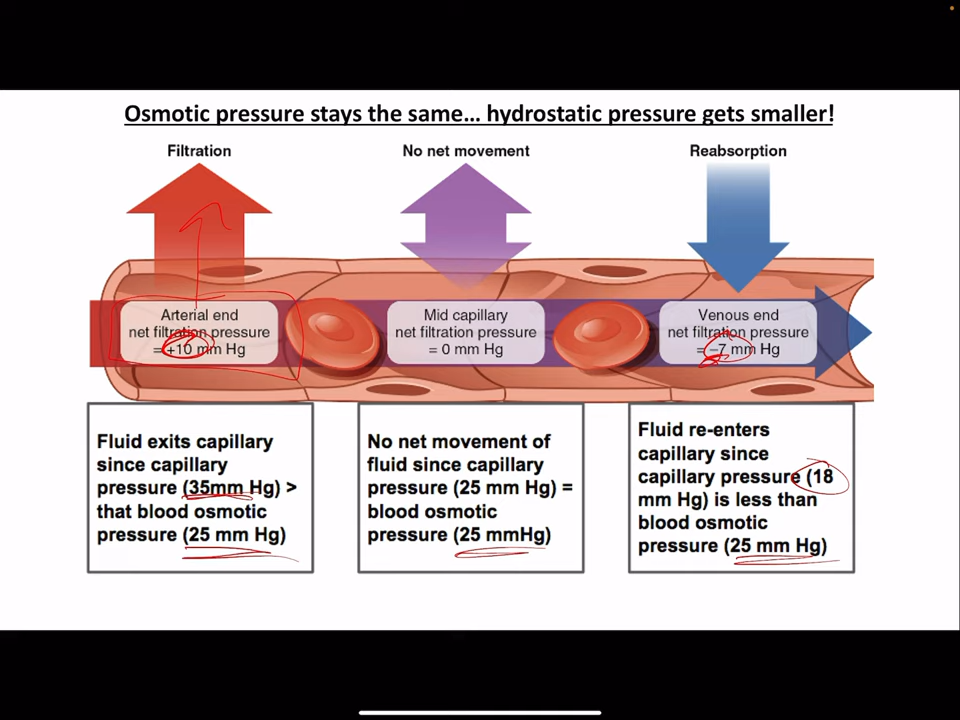 Osmotic pressure stays the same... hydrostatic pressure gets smaller!
Filtration
No net movement
Reabsorption
Arterial end
net filtration pressure
= +10 mm Hg
Mid capillary
net filtration pressure
= 0 mm Hg
Venous end
net filtration pressure
= –7 mm Hg
Fluid exits capillary
since capillary
pressure (35mm Hg) >
that blood osmotic
pressure (25 mm Hg)
No net movement of
fluid since capillary
pressure (25 mm Hg) =
blood osmotic
pressure (25 mmHg)
Fluid re-enters
capillary since
capillary pressure (18
mm Hg) is less than
blood osmotic
pressure (25 mm Hg)